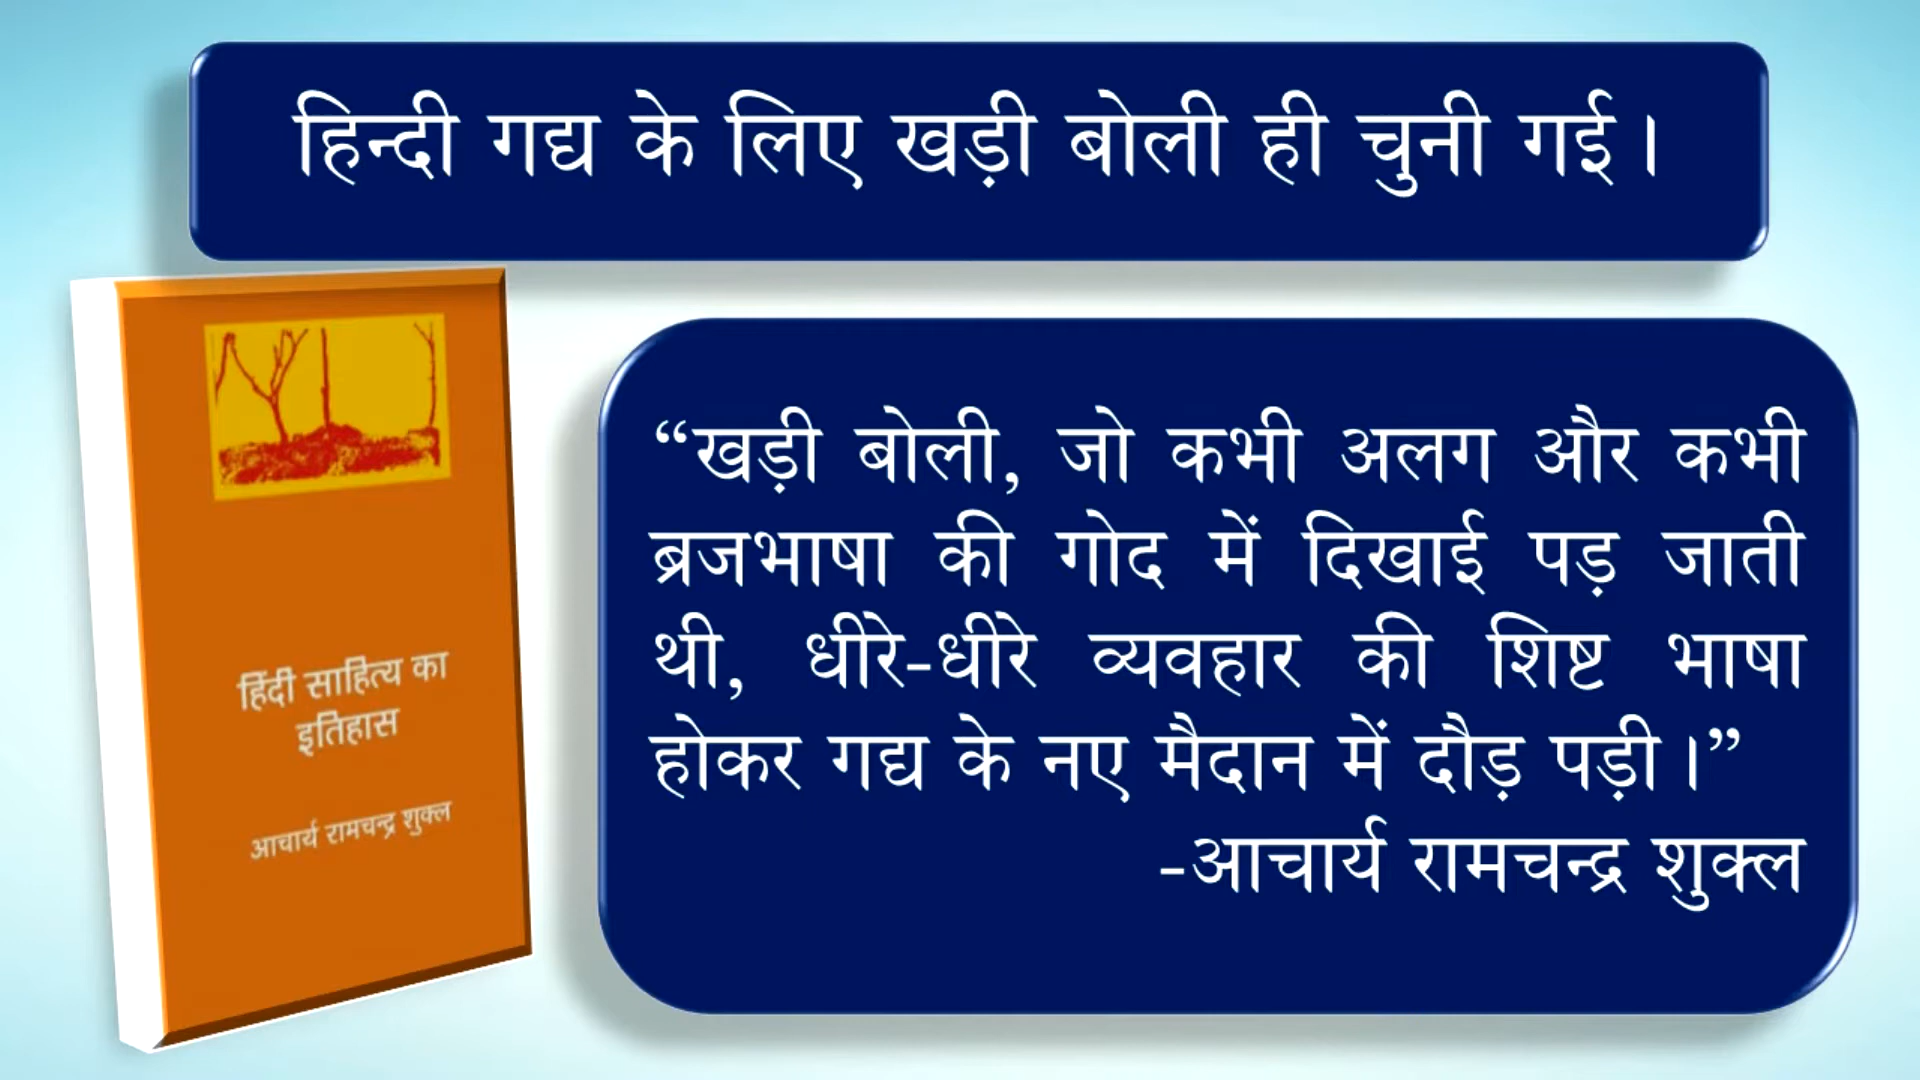 हिन्दी गद्य के लिए खड़ी बोली ही चुनी गई।
हिंदी साहित्य का
इतिहास
आचार्य रामचन्द्र शुक्ल
“खड़ी बोली, जो कभी अलग और कभी
ब्रजभाषा की गोद में दिखाई पड़ जाती
थी, धीरे-धीरे व्यवहार की शिष्ट भाषा
होकर गद्य के नए मैदान में दौड़ पड़ी।”
-आचार्य रामचन्द्र शुक्ल